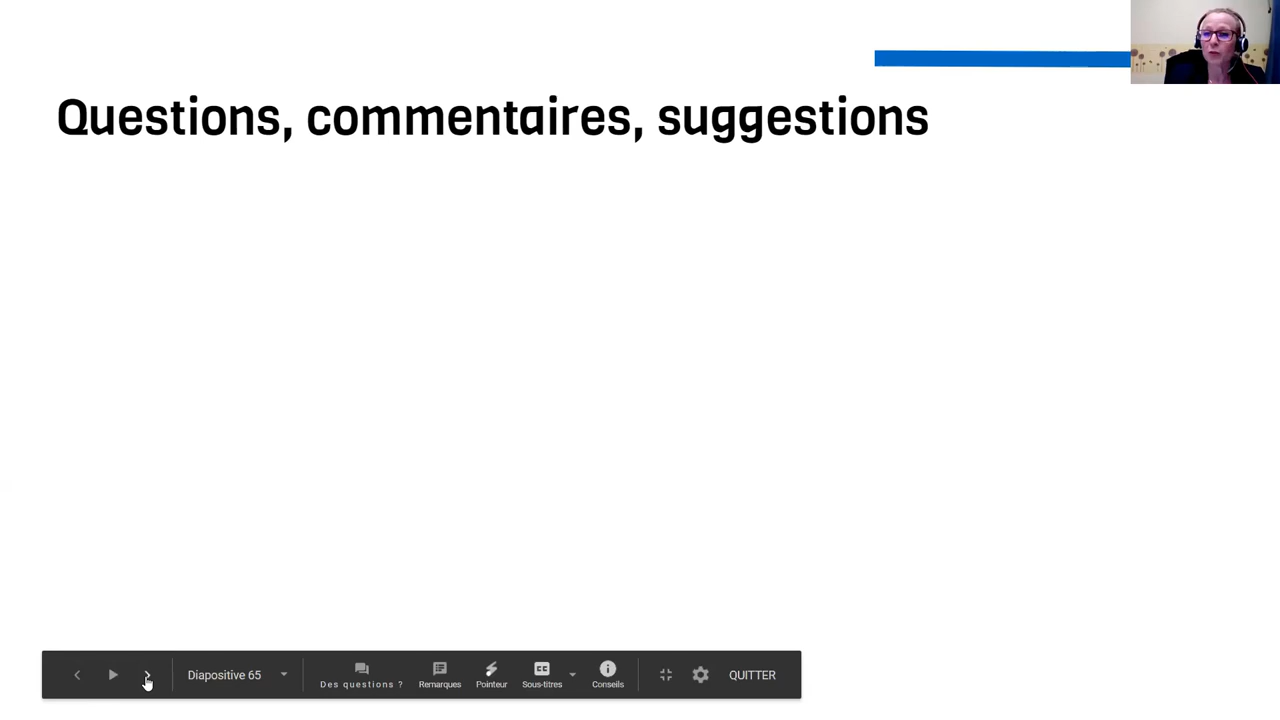 Questions, commentaires, suggestions
Diapositive 65
Des questions ?
Remarques
Pointeur
Sous-titres
Conseils
QUITTER